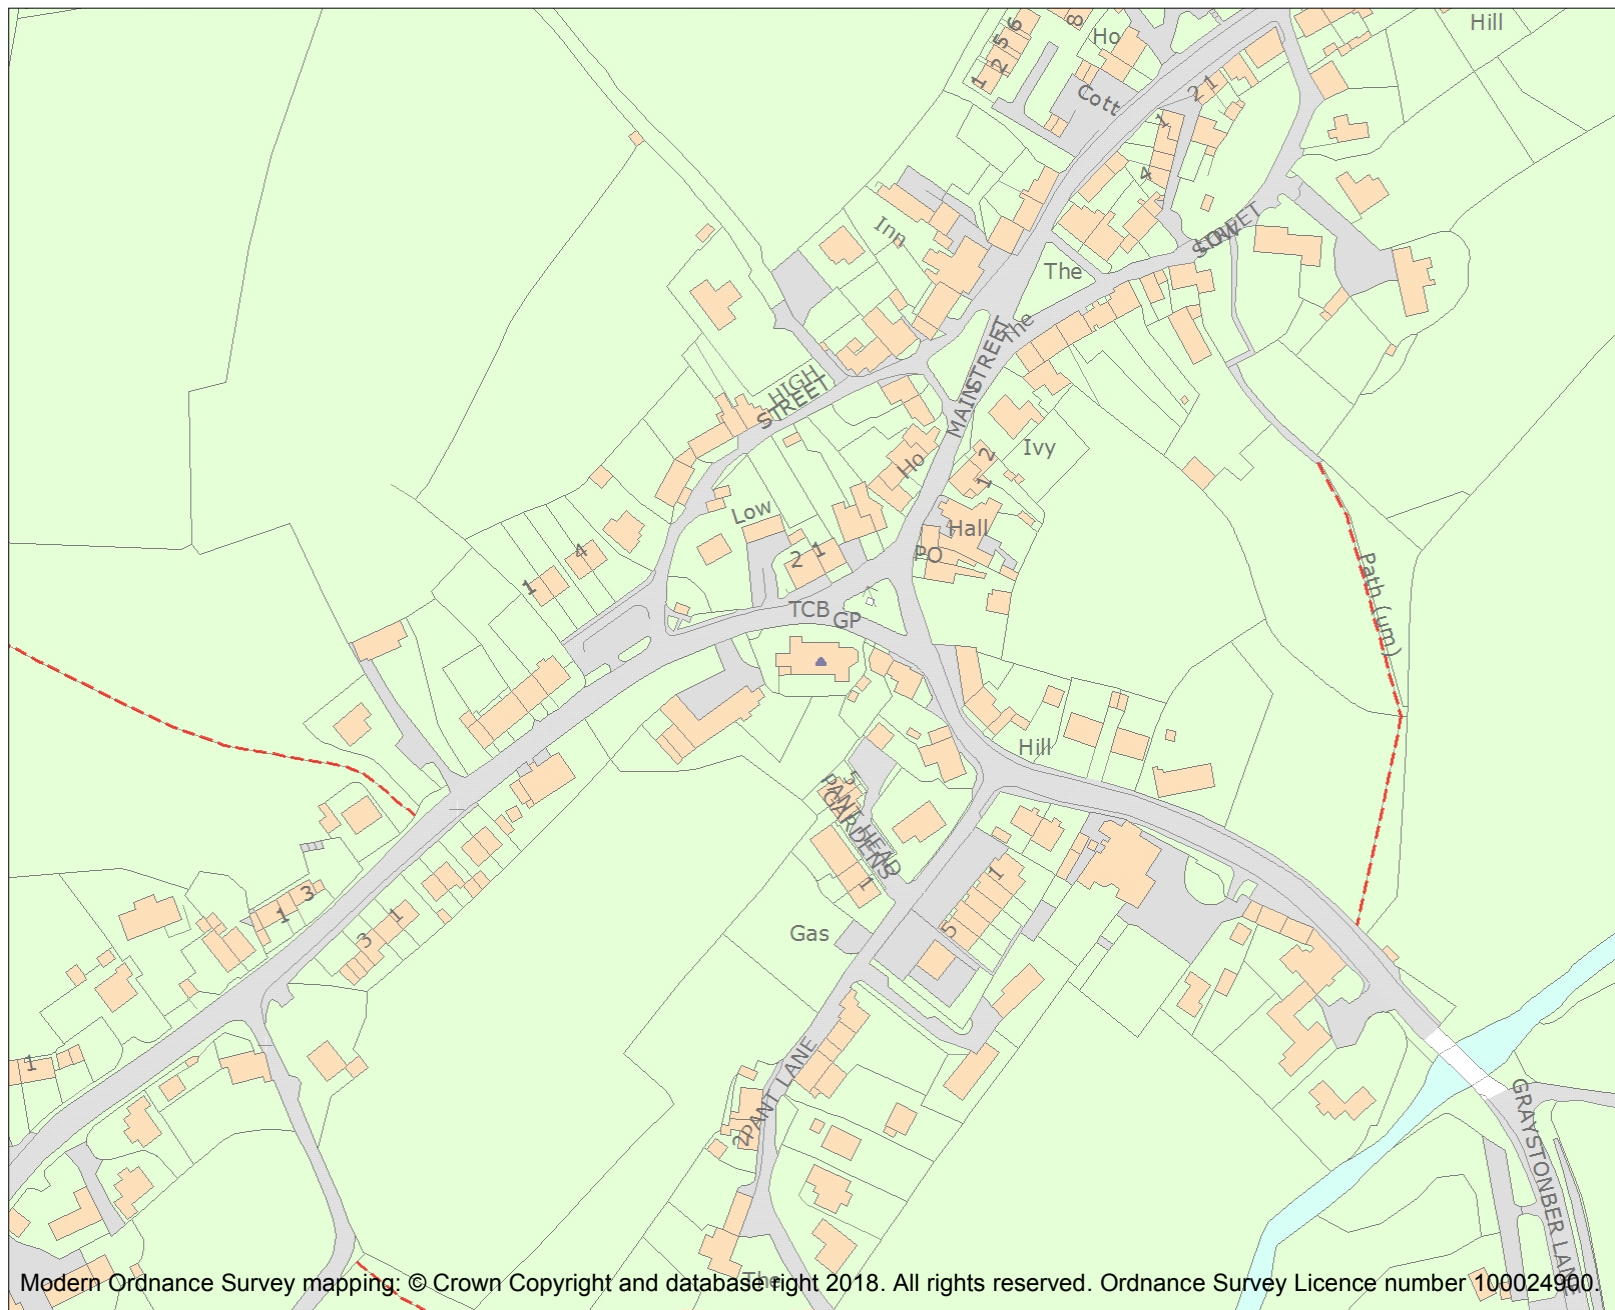 Hill
8
Ho
6
5
2
1
Cott
2 1
1
4
Inn
LOW
STREET
The
The
MAIN STREET
HIGH
STREET
Ivy
2
1
Ho
Low
Hall
PO
4
1
2 1
TCB
GP
Path (um)
Hill
5
PANT HEAD
GARDENS
1
1
5
Gas
3
1
1
3
1
PANT LANE
2
GRAYSTONBER LANE
The
Modern Ordnance Survey mapping: © Crown Copyright and database right 2018. All rights reserved. Ordnance Survey Licence number 100024900.